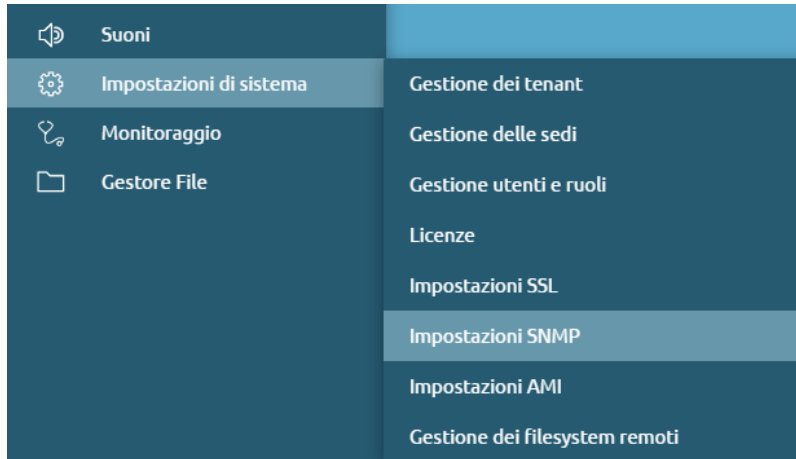 Suoni
Impostazioni di sistema
Monitoraggio
Gestore File
Gestione dei tenant
Gestione delle sedi
Gestione utenti e ruoli
Licenze
Impostazioni SSL
Impostazioni SNMP
Impostazioni AMI
Gestione dei filesystem remoti